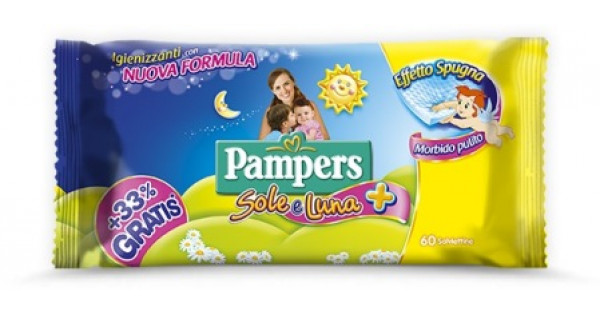 Igienizzanti con
NUOVA FORMULA
Effetto Spugna
Morbido pulito
Pampers
Sole e Luna +
+33%
GRATIS*
60 Salviettine